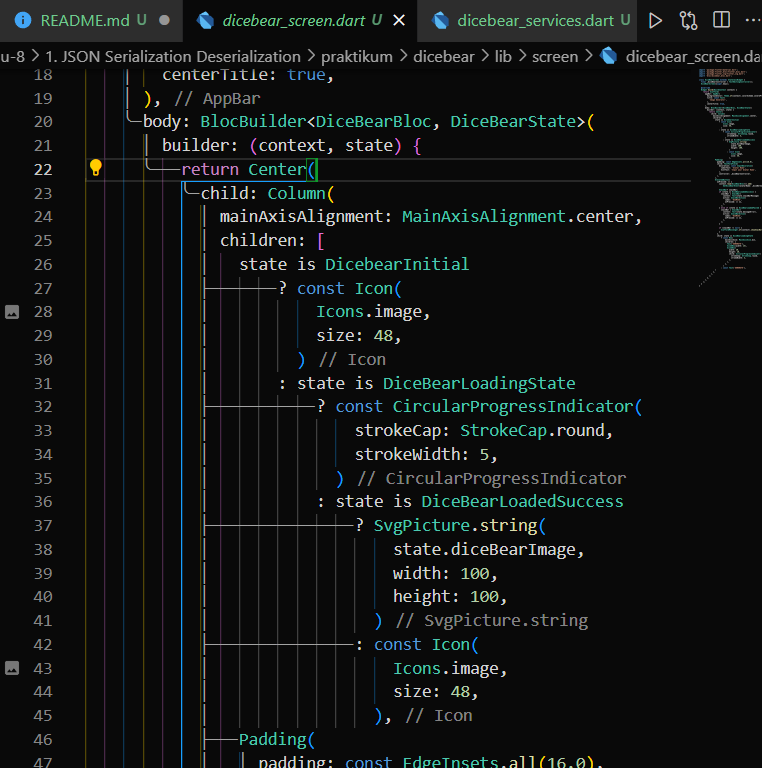 README.md U
dicebear_screen.dart U
dicebear_services.dart U
u-8 > 1. JSON Serialization Deserialization > praktikum > dicebear > lib > screen > dicebear_screen.da
18 centerTitle: true,
19 ), // AppBar
20 body: BlocBuilder<DiceBearBloc, DiceBearState>(
21 builder: (context, state) {
22 return Center(
23 child: Column(
24 mainAxisAlignment: MainAxisAlignment.center,
25 children: [
26 state is DicebearInitial
27 ? const Icon(
28 Icons.image,
29 size: 48,
30 ) // Icon
31 : state is DiceBearLoadingState
32 ? const CircularProgressIndicator(
33 strokeCap: StrokeCap.round,
34 strokeWidth: 5,
35 ) // CircularProgressIndicator
36 : state is DiceBearLoadedSuccess
37 ? SvgPicture.string(
38 state.diceBearImage,
39 width: 100,
40 height: 100,
41 ) // SvgPicture.string
42 : const Icon(
43 Icons.image,
44 size: 48,
45 ), // Icon
46 Padding(
47 padding: const EdgeInsets.all(16.0),